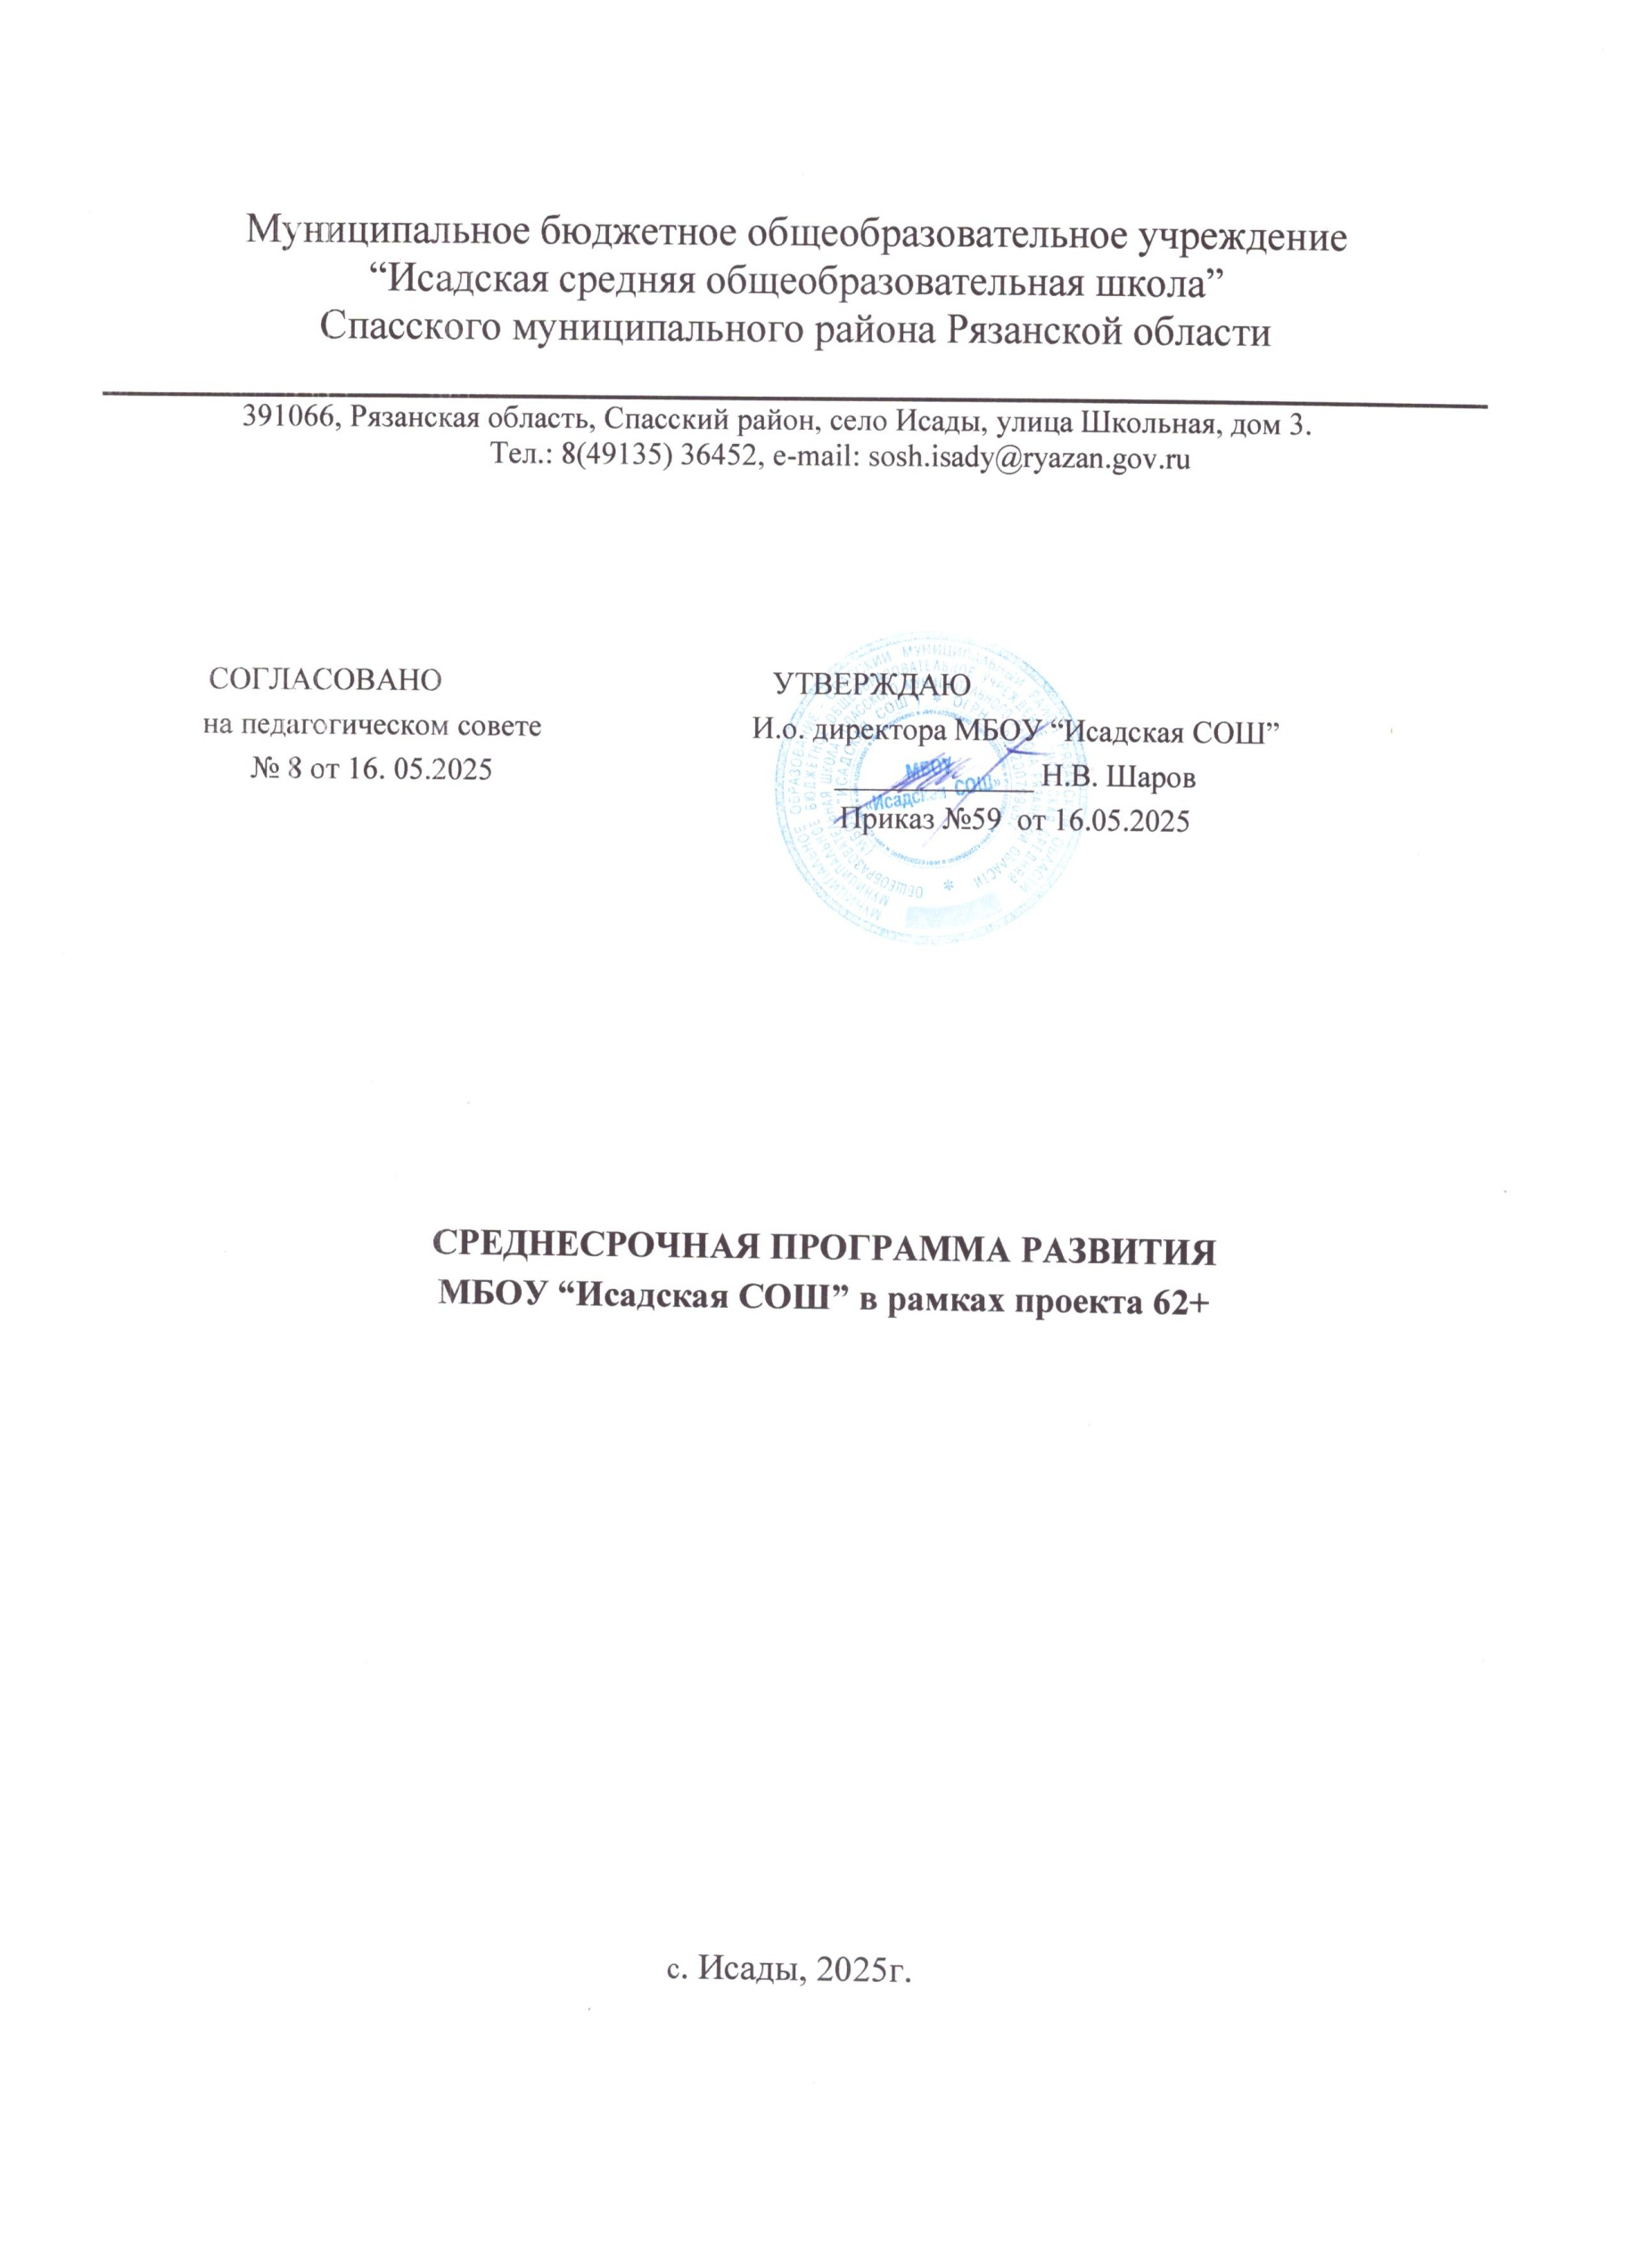 Муниципальное бюджетное общеобразовательное учреждение
“Исадская средняя общеобразовательная школа”
Спасского муниципального района Рязанской области
391066, Рязанская область, Спасский район, село Исады, улица Школьная, дом 3.
Тел.: 8(49135) 36452, e-mail: sosh.isady@ryazan.gov.ru
СОГЛАСОВАНО
на педагогическом совете
№ 8 от 16. 05.2025
УТВЕРЖДАЮ
И.о. директора МБОУ “Исадская СОШ”
Н.В. Шаров
Приказ №59 от 16.05.2025
МБОУ
«Исадская СОШ»
СРЕДНЕСРОЧНАЯ ПРОГРАММА РАЗВИТИЯ
МБОУ “Исадская СОШ” в рамках проекта 62+
с. Исады, 2025г.